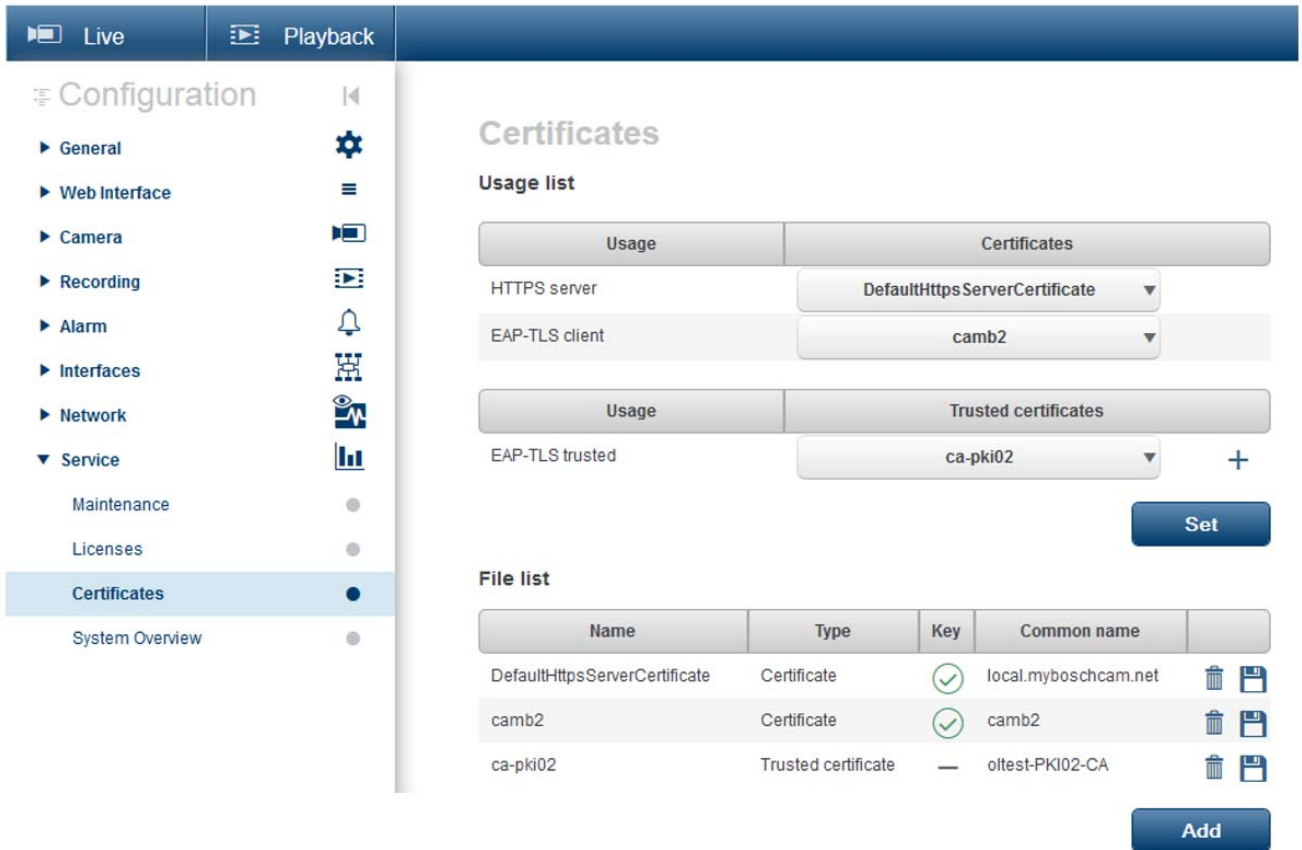 Live Playback
Configuration
General
Web Interface
Camera
Recording
Alarm
Interfaces
Network
Service
Maintenance
Licenses
Certificates
System Overview
Certificates
Usage list
Usage Certificates
HTTPS server DefaultHttpsServerCertificate
EAP-TLS client camb2
Usage Trusted certificates
EAP-TLS trusted ca-pki02
Set
File list
Name Type Key Common name
DefaultHttpsServerCertificate Certificate local.myboschcam.net
camb2 Certificate camb2
ca-pki02 Trusted certificate — oltest-PKI02-CA
Add